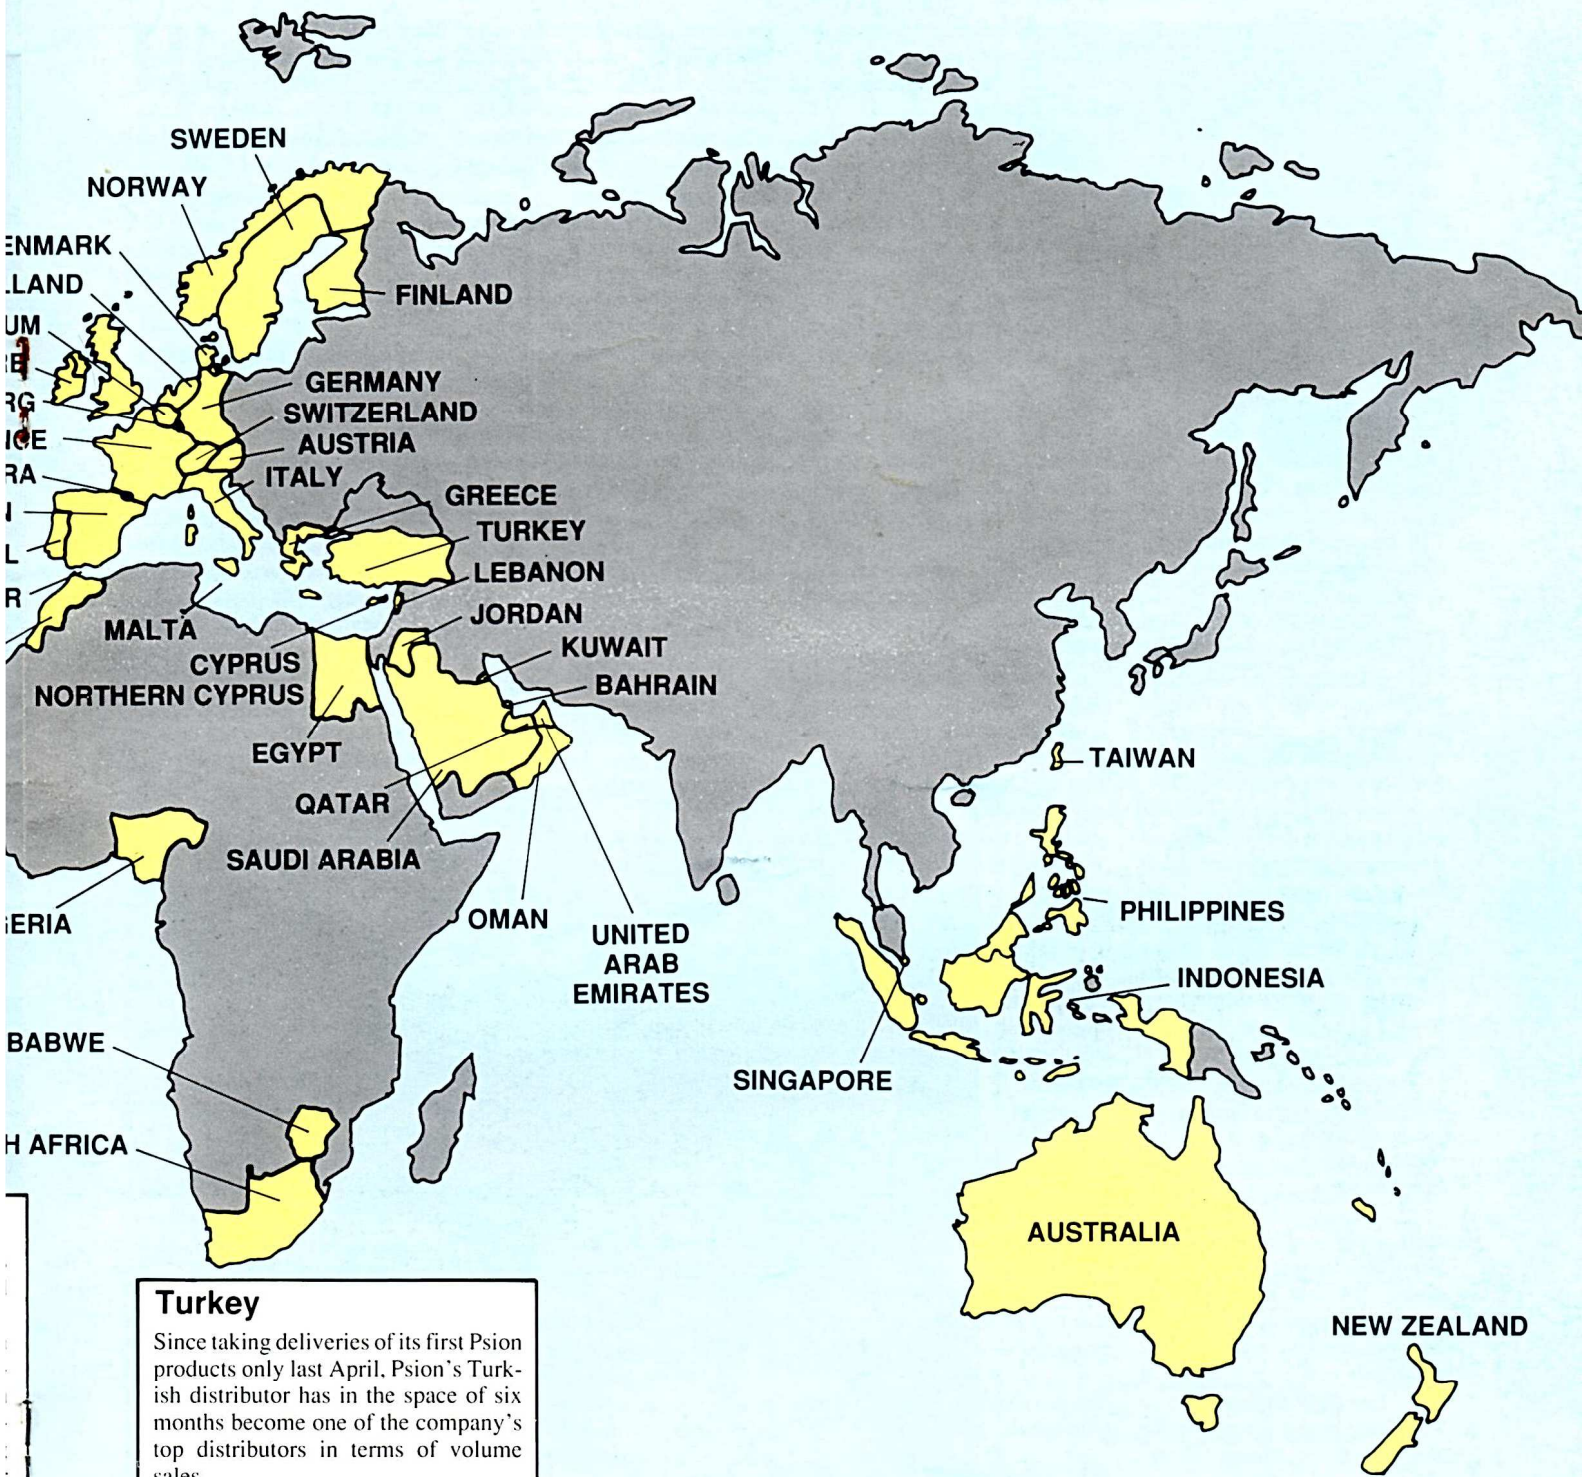 SWEDEN
NORWAY
ENMARK
LLAND
UM
FINLAND
RG
GERMANY
SWITZERLAND
AUSTRIA
RA
ITALY
GREECE
N
TURKEY
L
LEBANON
R
JORDAN
MALTA
KUWAIT
CYPRUS
NORTHERN CYPRUS
BAHRAIN
EGYPT
TAIWAN
QATAR
SAUDI ARABIA
OMAN
PHILIPPINES
GERIA
UNITED
ARAB
EMIRATES
INDONESIA
BABWE
SINGAPORE
H AFRICA
AUSTRALIA
NEW ZEALAND
Turkey
Since taking deliveries of its first Psion
products only last April, Psion's Turk-
ish distributor has in the space of six
months become one of the company's
top distributors in terms of volume
sales